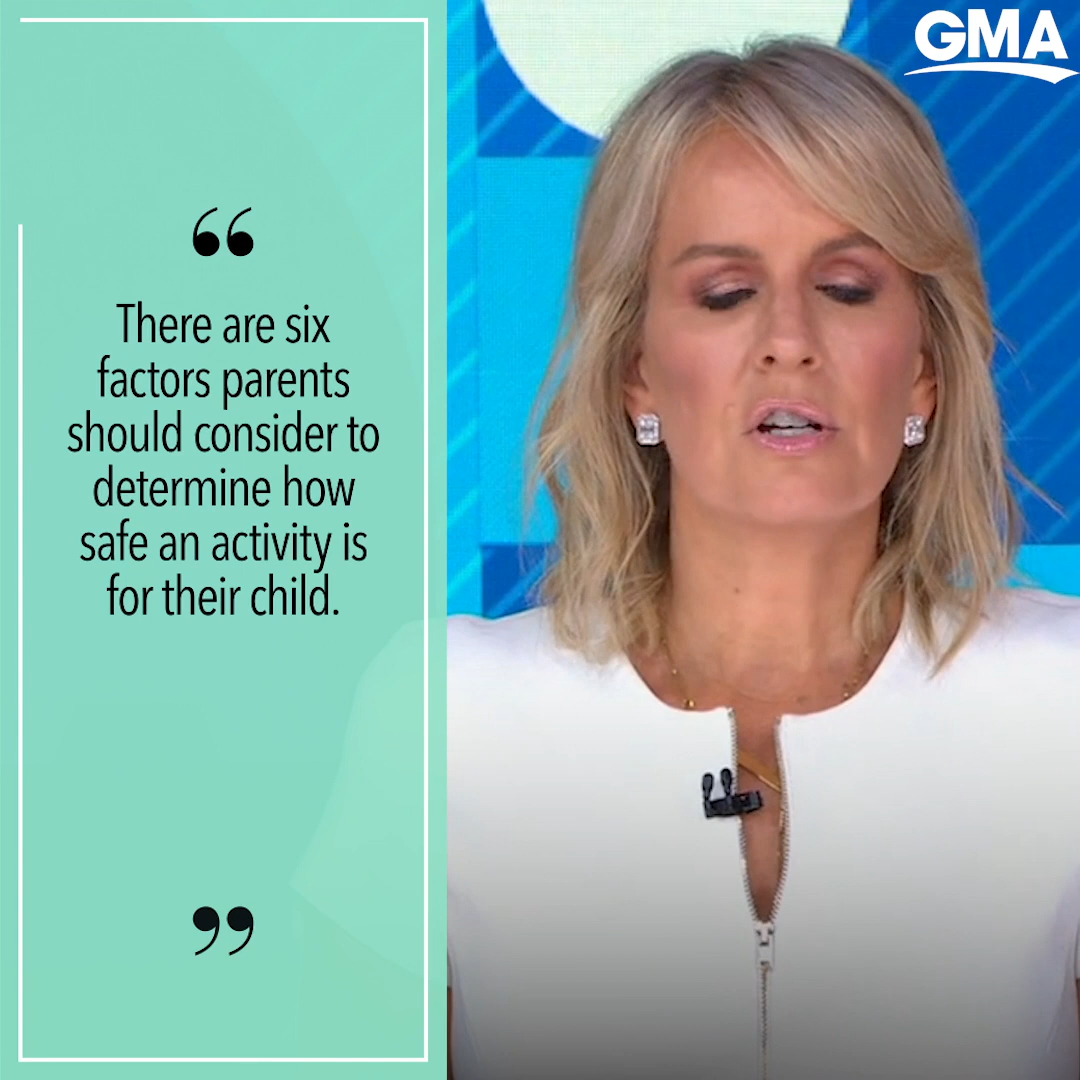 GMA
“
There are six
factors parents
should consider to
determine how
safe an activity is
for their child.
”